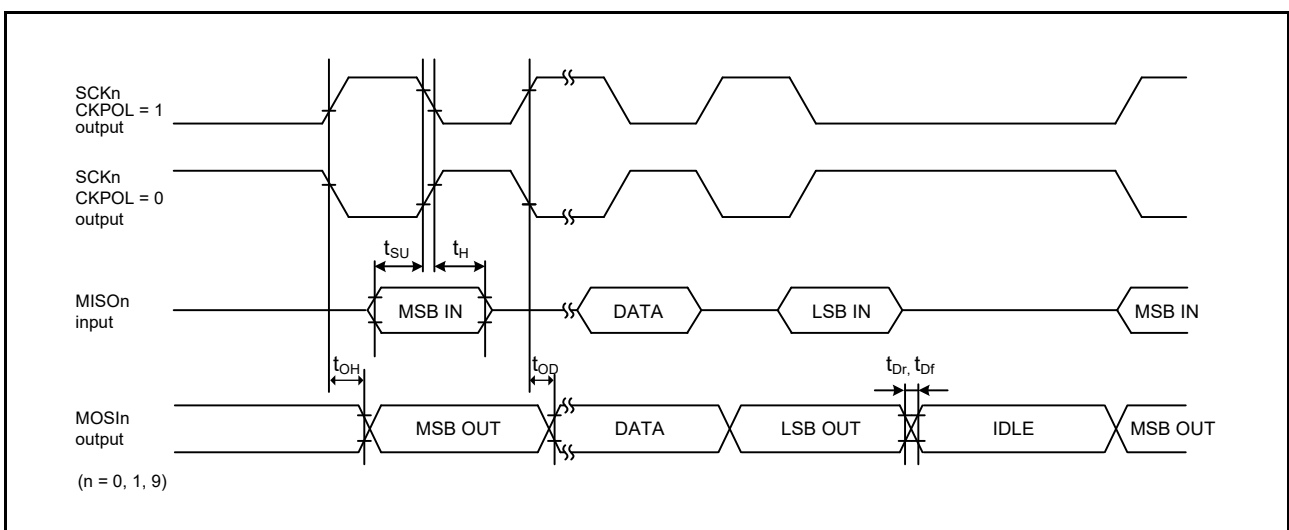 SCKn
CKPOL = 1
output
SCKn
CKPOL = 0
output
tSU
tH
MISOn
input
MSB IN
DATA
LSB IN
MSB IN
tOH
tOD
tDr, tDf
MOSIn
output
MSB OUT
DATA
LSB OUT
IDLE
MSB OUT
(n = 0, 1, 9)